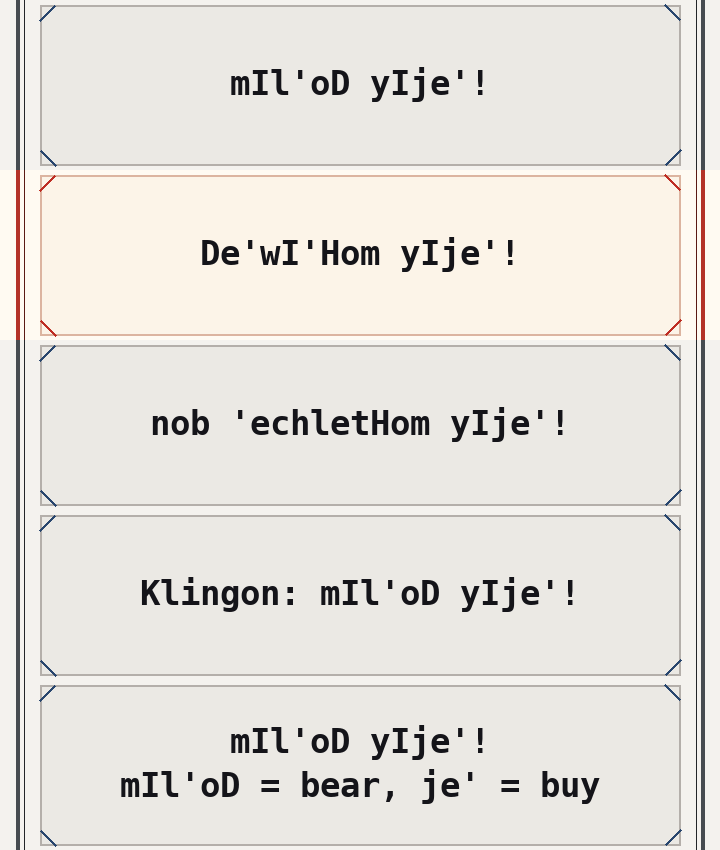 mIl'oD yIje'!
De'wI'Hom yIje'!
nob 'echletHom yIje'!
Klingon: mIl'oD yIje'!
mIl'oD yIje'!
mIl'oD = bear, je' = buy